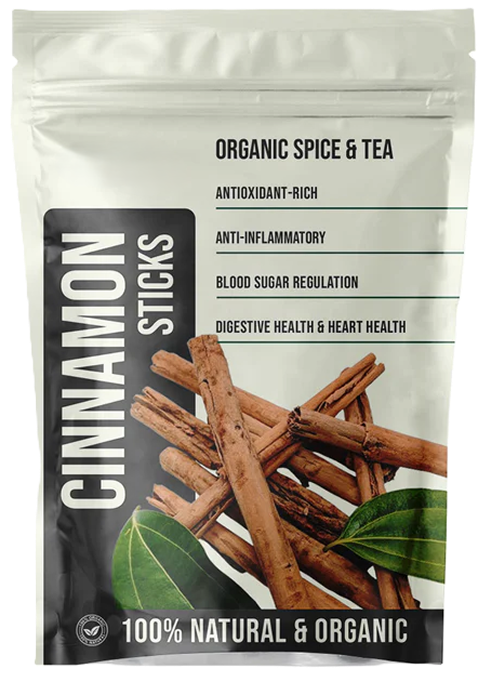 ORGANIC SPICE & TEA
ANTIOXIDANT-RICH
ANTI-INFLAMMATORY
BLOOD SUGAR REGULATION
DIGESTIVE HEALTH & HEART HEALTH
CINNAMON
STICKS
100% NATURAL & ORGANIC